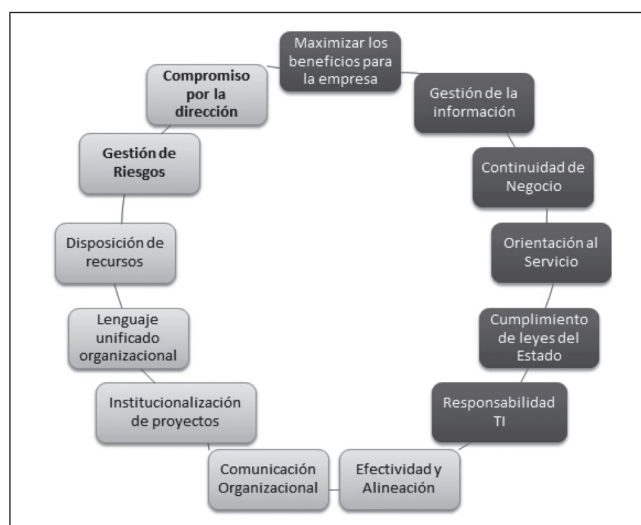 Maximizar los
beneficios para
la empresa
Gestión de la
información
Continuidad de
Negocio
Orientación al
Servicio
Cumplimiento
de leyes del
Estado
Responsabilidad
TI
Efectividad y
Alineación
Comunicación
Organizacional
Institucionalización
de proyectos
Lenguaje
unificado
organizacional
Disposición de
recursos
Gestión de
Riesgos
Compromiso
por la
dirección